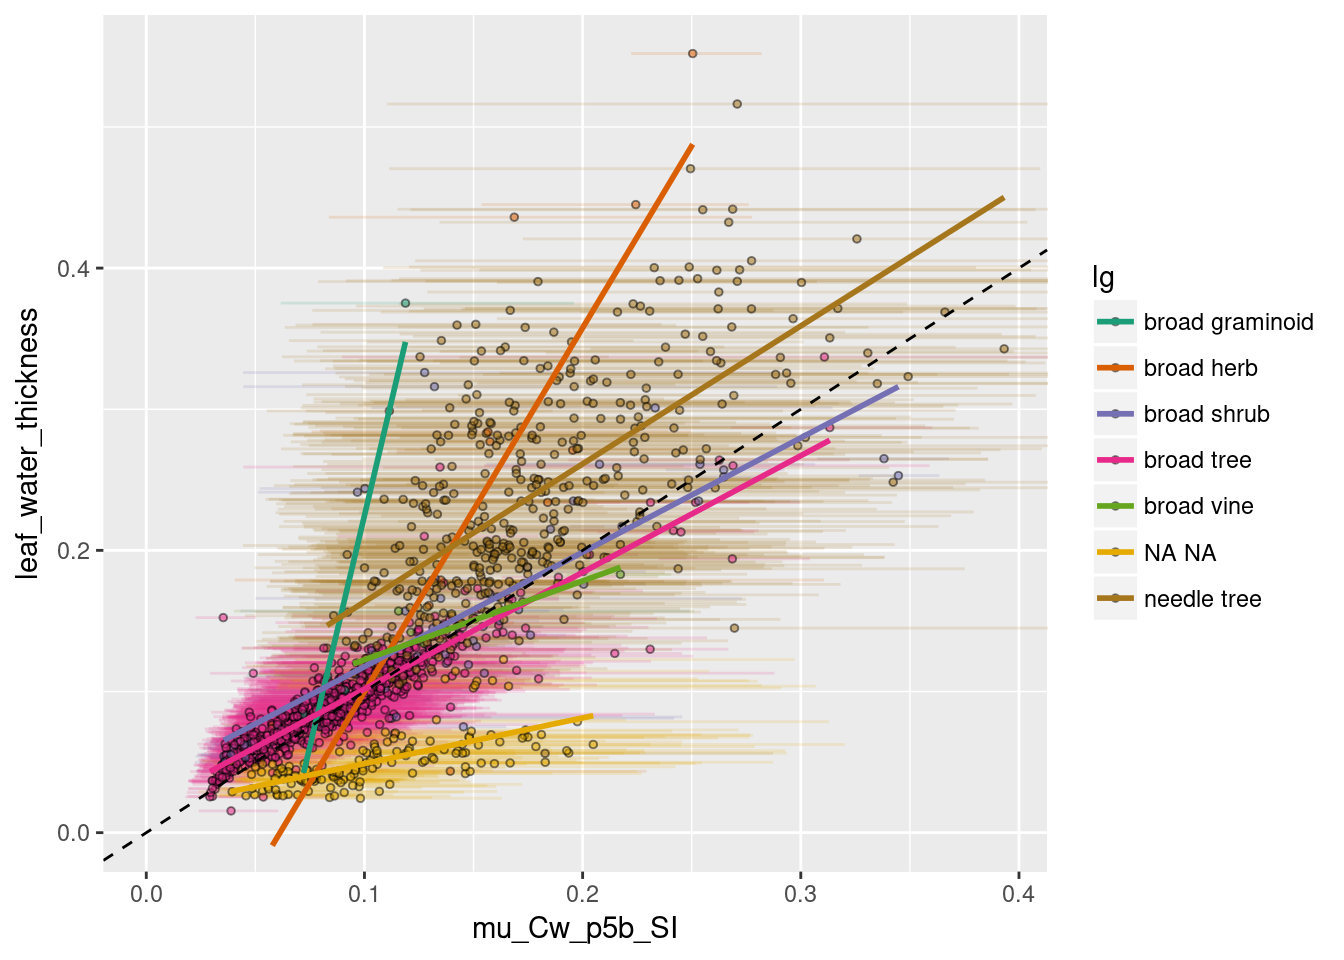 leaf_water_thickness
0.4
0.2
0.0
0.0
0.1
0.2
0.3
0.4
mu_Cw_p5b_SI
lg
broad graminoid
broad herb
broad shrub
broad tree
broad vine
NA NA
needle tree